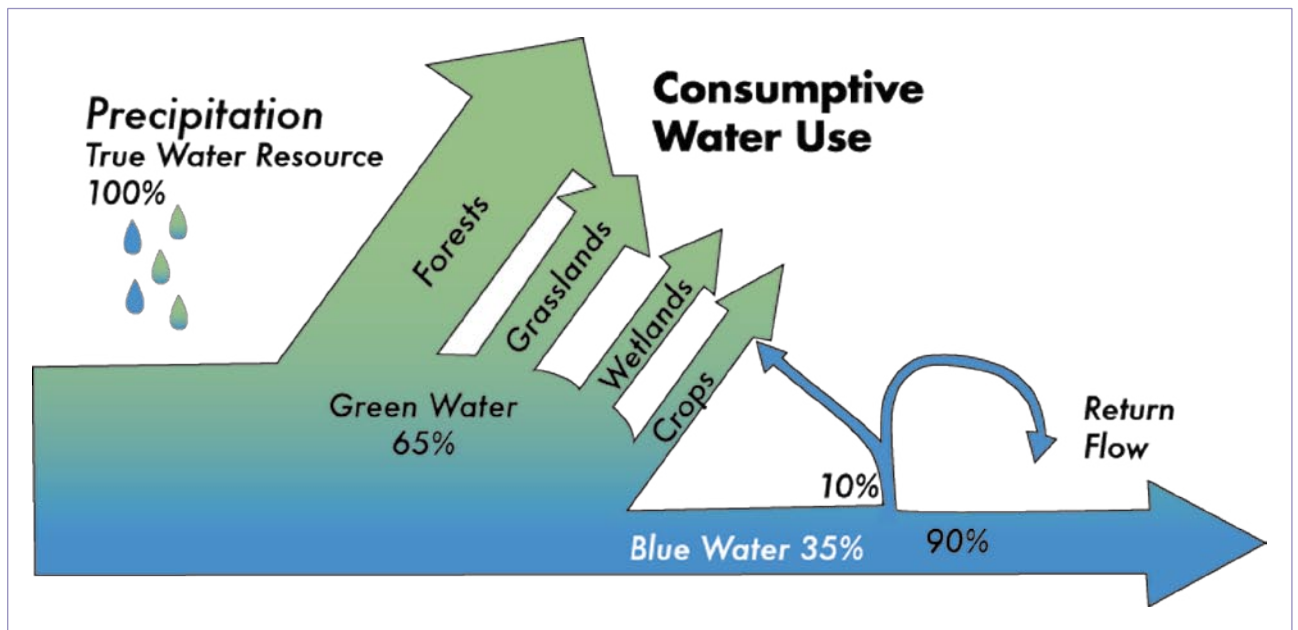 Precipitation
True Water Resource
100%
Consumptive
Water Use
Forests
Grasslands
Wetlands
Crops
Green Water
65%
Return
Flow
10%
Blue Water 35%
90%